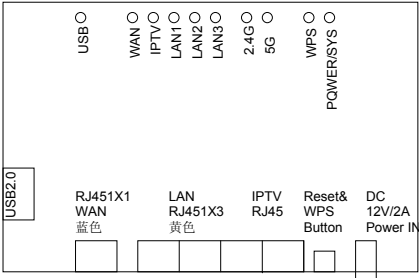 USB
WAN
IPTV
LAN1
LAN2
LAN3
2.4G
5G
WPS
PQWER/SYS
USB2.0
RJ451X1
WAN
蓝色
LAN
RJ451X3
黄色
IPTV
RJ45
Reset&
WPS
Button
DC
12V/2A
Power IN